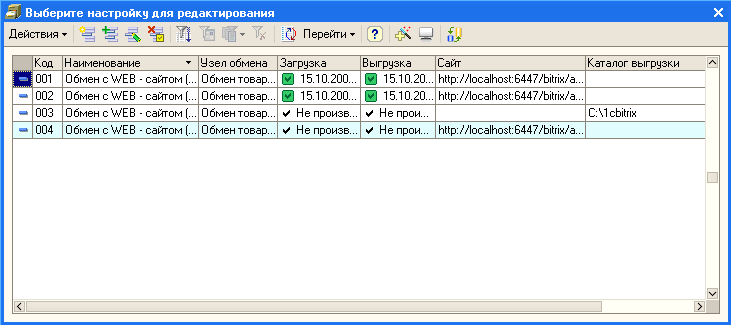 Выберите настройку для редактирования
Действия Перейти
Код Наименование Узел обмена Загрузка Выгрузка Сайт Каталог выгрузки
001 Обмен с WEB - сайтом (... Обмен товар... 15.10.200... 15.10.20... http://localhost:6447/bitrix/a...
002 Обмен с WEB - сайтом (... Обмен товар... 15.10.200... 15.10.20... http://localhost:6447/bitrix/a...
003 Обмен с WEB - сайтом (... Обмен товар... Не произв... Не прои... C:\1cbitrix
004 Обмен с WEB - сайтом (... Обмен товар... Не произв... Не прои... http://localhost:6447/bitrix/a...